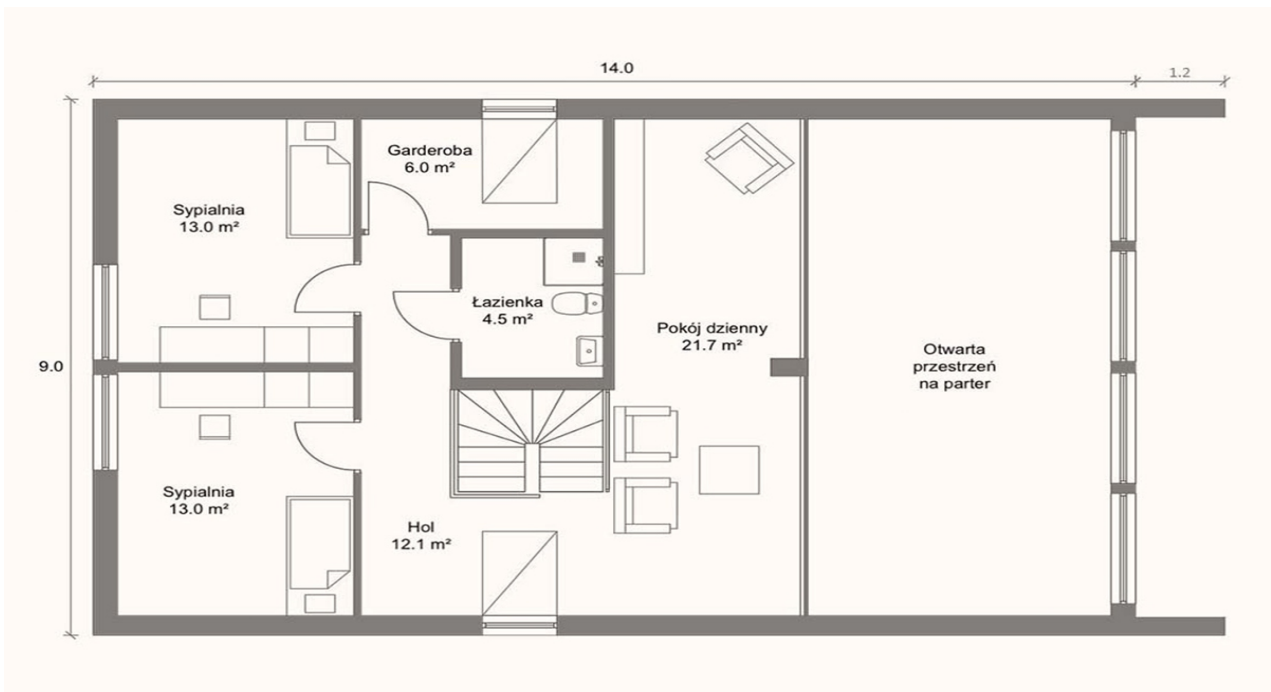 14.0
1.2
Garderoba
6.0 m²
Sypialnia
13.0 m²
Łazienka
4.5 m²
Pokój dzienny
21.7 m²
Otwarta
przestrzeń
na parter
9.0
Sypialnia
13.0 m²
Hol
12.1 m²